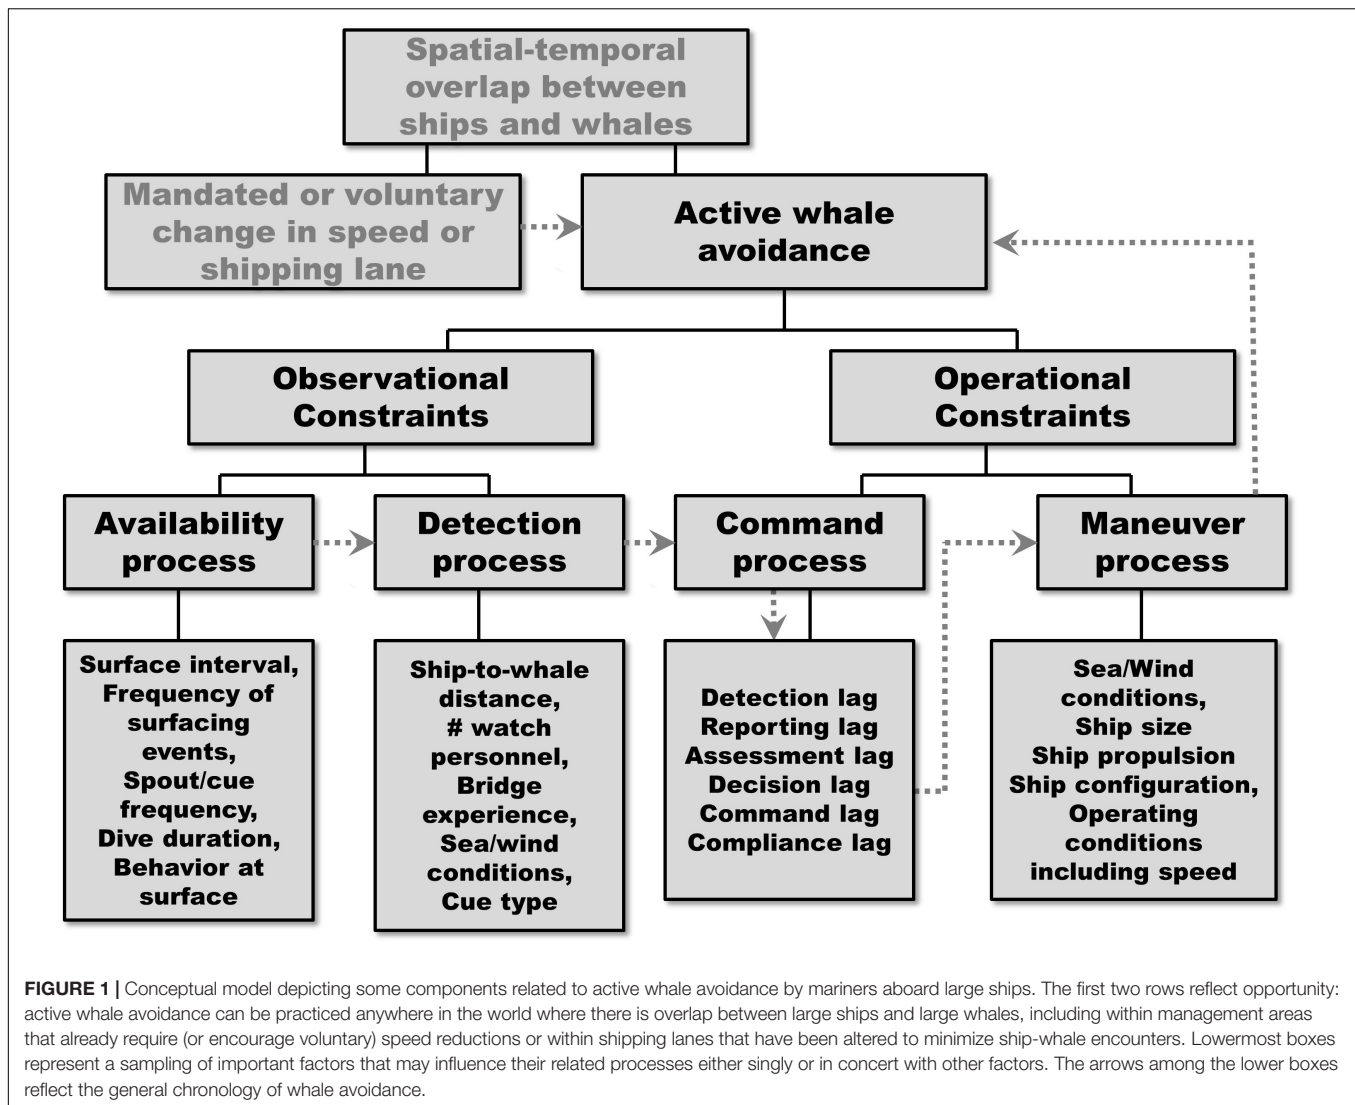 Spatial-temporal
overlap between
ships and whales
Mandated or voluntary
change in speed or
shipping lane
Active whale
avoidance
Observational
Constraints
Operational
Constraints
Availability
process
Detection
process
Command
process
Maneuver
process
Surface interval,
Frequency of
surfacing
events,
Spout/cue
frequency,
Dive duration,
Behavior at
surface
Ship-to-whale
distance,
# watch
personnel,
Bridge
experience,
Sea/wind
conditions,
Cue type
Detection lag
Reporting lag
Assessment lag
Decision lag
Command lag
Compliance lag
Sea/Wind
conditions,
Ship size
Ship propulsion
Ship configuration,
Operating
conditions
including speed
FIGURE 1 | Conceptual model depicting some components related to active whale avoidance by mariners aboard large ships. The first two rows reflect opportunity:
active whale avoidance can be practiced anywhere in the world where there is overlap between large ships and large whales, including within management areas
that already require (or encourage voluntary) speed reductions or within shipping lanes that have been altered to minimize ship-whale encounters. Lowermost boxes
represent a sampling of important factors that may influence their related processes either singly or in concert with other factors. The arrows among the lower boxes
reflect the general chronology of whale avoidance.